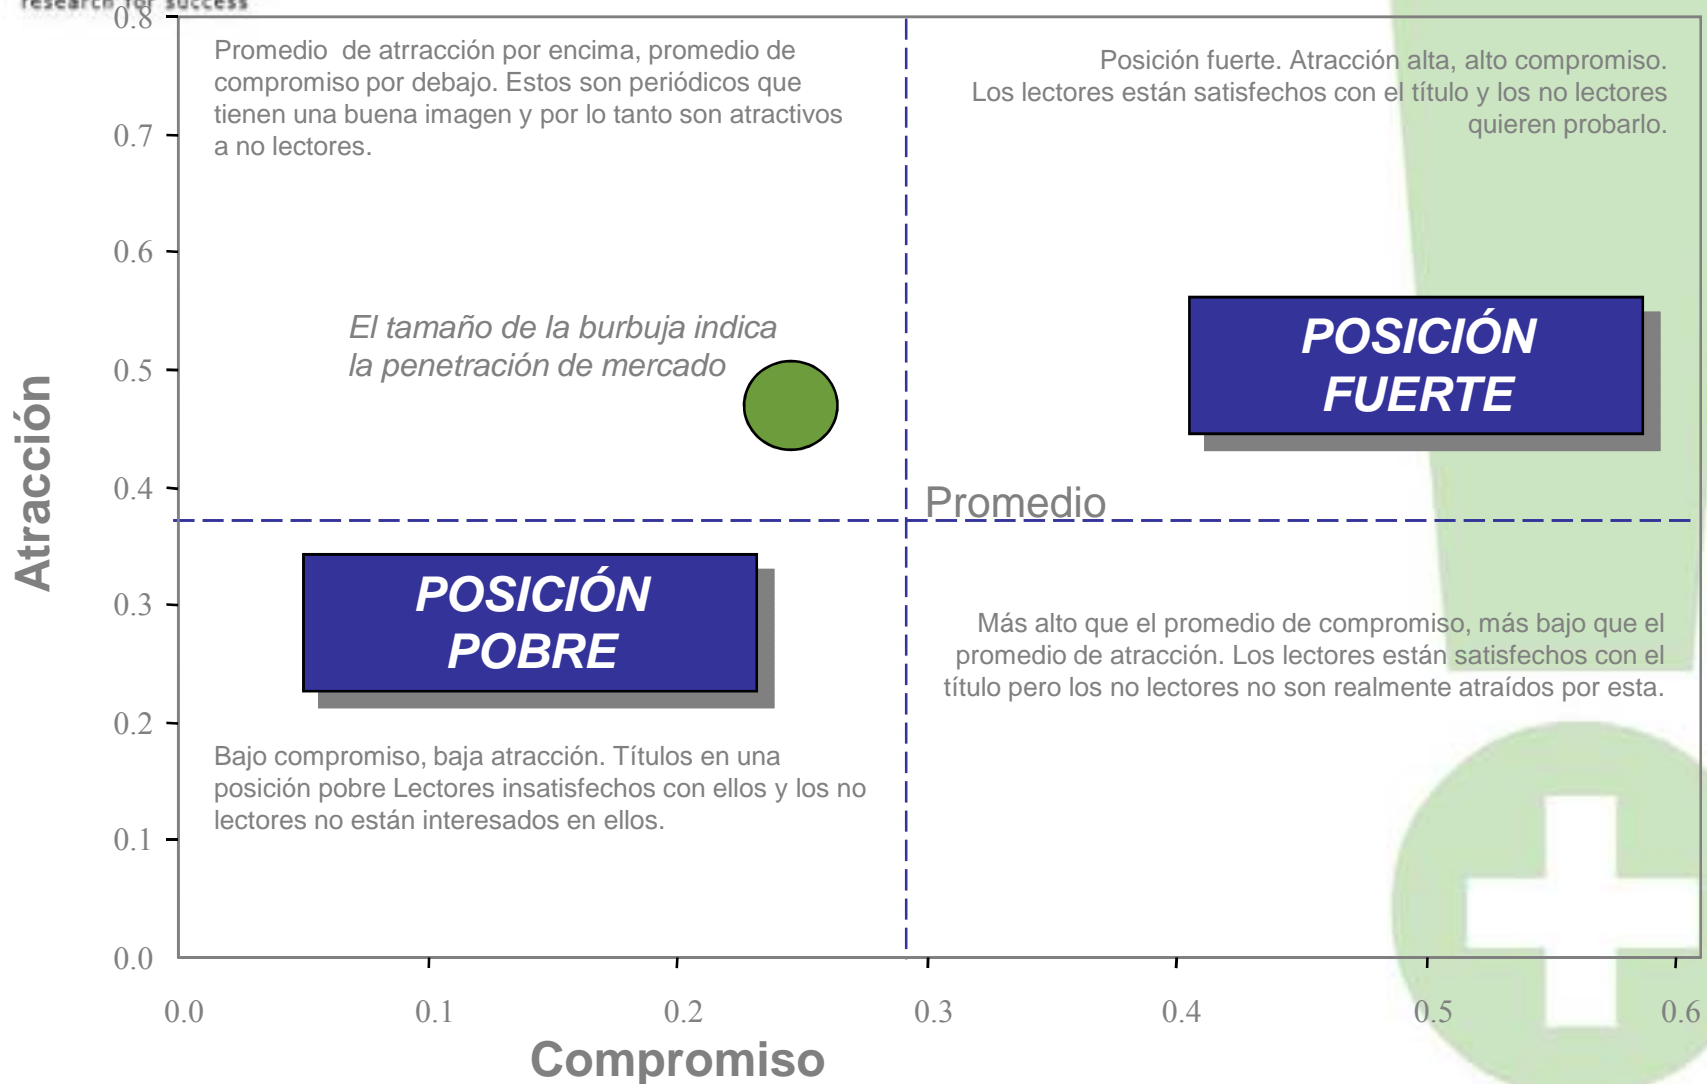 research for success
0.8
Promedio  de atrracción por encima, promedio de
compromiso por debajo. Estos son periódicos que
tienen una buena imagen y por lo tanto son atractivos
a no lectores.
Posición fuerte. Atracción alta, alto compromiso.
Los lectores están satisfechos con el título y los no lectores
quieren probarlo.
0.7
0.6
El tamaño de la burbuja indica
la penetración de mercado
POSICIÓN
FUERTE
0.5
Atracción
0.4
Promedio
POSICIÓN
POBRE
0.3
Más alto que el promedio de compromiso, más bajo que el
promedio de atracción. Los lectores están satisfechos con el
título pero los no lectores no son realmente atraídos por esta.
0.2
Bajo compromiso, baja atracción. Títulos en una
posición pobre Lectores insatisfechos con ellos y los no
lectores no están interesados en ellos.
0.1
0.0
0.0 0.1 0.2 0.3 0.4 0.5 0.6
Compromiso